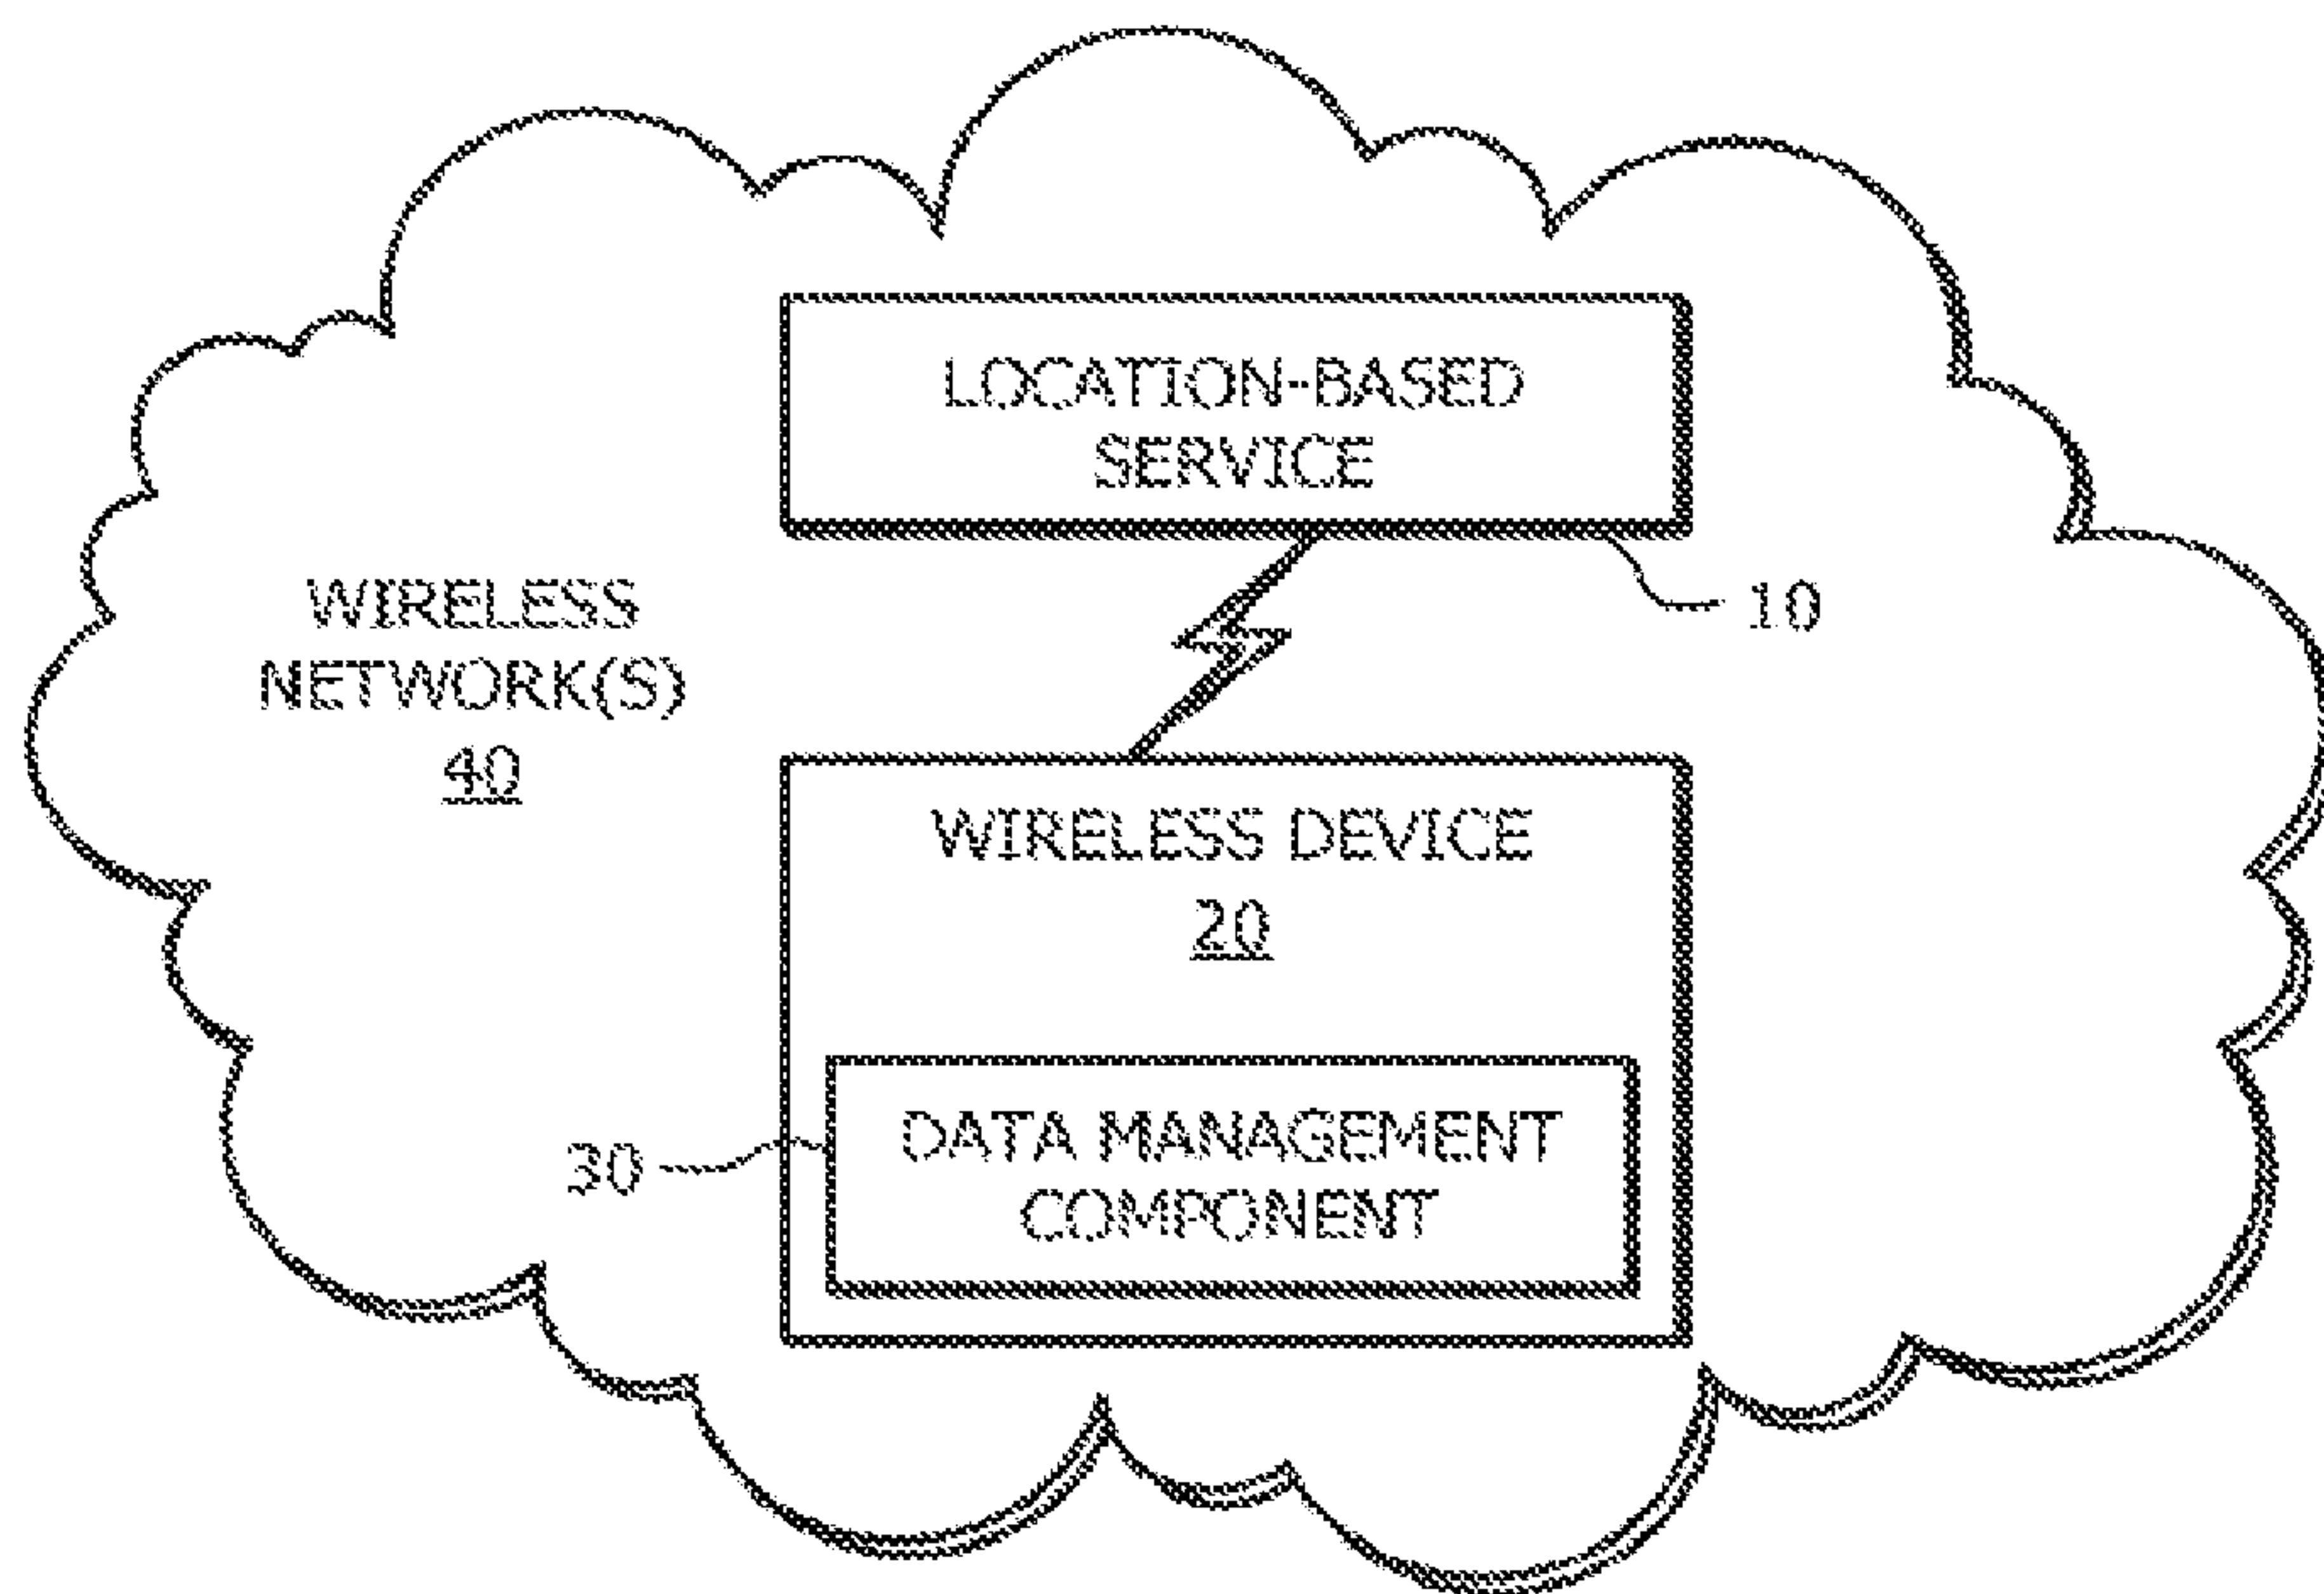 LOCATION-BASED
SERVICE
10
WIRELESS
NETWORK(S)
40
WIRELESS DEVICE
20
30
DATA MANAGEMENT
COMPONENT